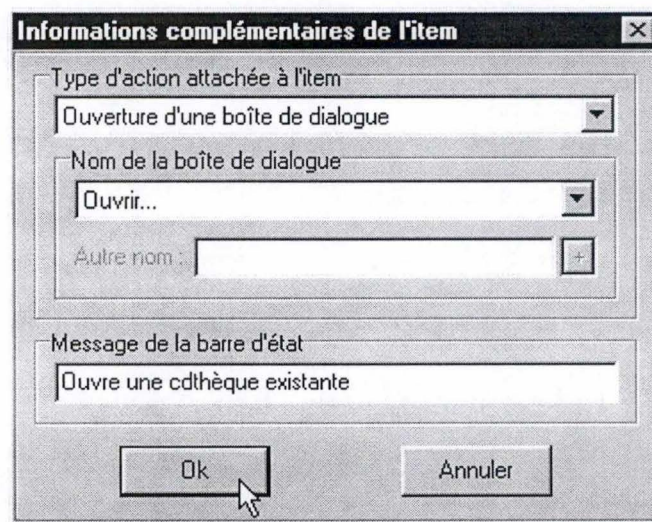 Informations complémentaires de l'item
Type d'action attachée à l'item
Ouverture d'une boîte de dialogue
Nom de la boîte de dialogue
Ouvrir...
Autre nom :
+
Message de la barre d'état
Ouvre une cdthèque existante
Ok
Annuler